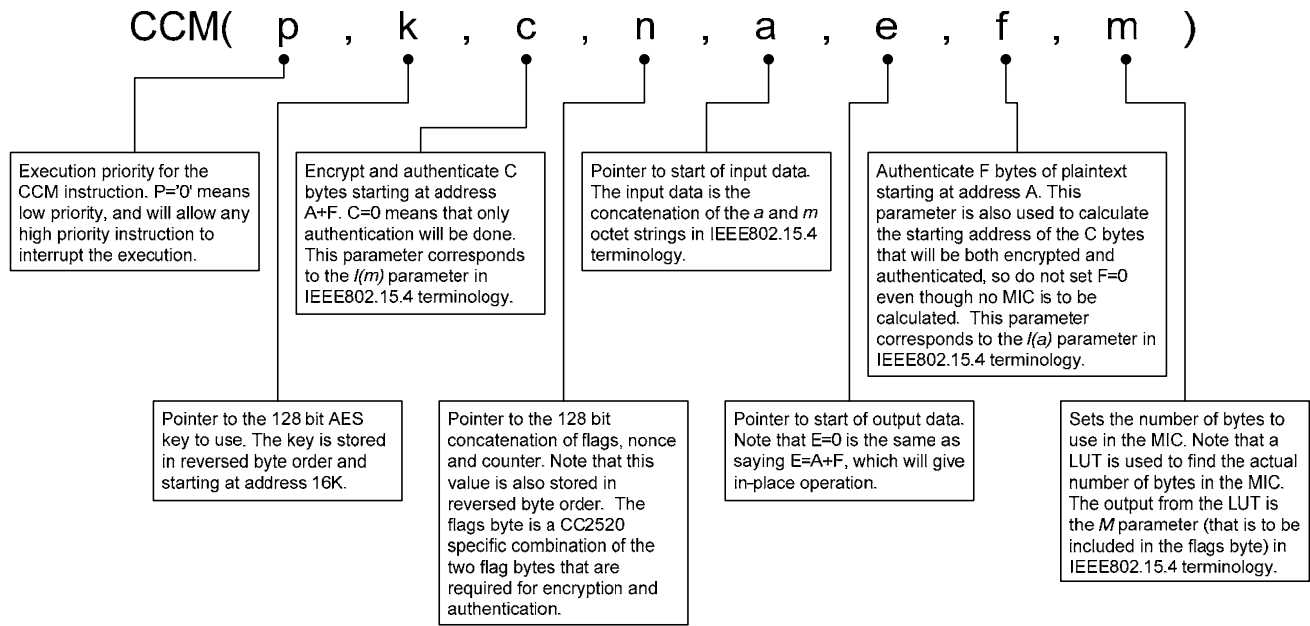 CCM( p , k , c , n , a , e , f , m )
Execution priority for the
CCM instruction. P='0' means
low priority, and will allow any
high priority instruction to
interrupt the execution.
Encrypt and authenticate C
bytes starting at address
A+F. C=0 means that only
authentication will be done.
This parameter corresponds
to the l(m) parameter in
IEEE802.15.4 terminology.
Pointer to start of input data.
The input data is the
concatenation of the a and m
octet strings in IEEE802.15.4
terminology.
Authenticate F bytes of plaintext
starting at address A. This
parameter is also used to calculate
the starting address of the C bytes
that will be both encrypted and
authenticated, so do not set F=0
even though no MIC is to be
calculated. This parameter
corresponds to the l(a) parameter in
IEEE802.15.4 terminology.
Pointer to the 128 bit AES
key to use. The key is stored
in reversed byte order and
starting at address 16K.
Pointer to the 128 bit
concatenation of flags, nonce
and counter. Note that this
value is also stored in
reversed byte order. The
flags byte is a CC2520
specific combination of the
two flag bytes that are
required for encryption and
authentication.
Pointer to start of output data.
Note that E=0 is the same as
saying E=A+F, which will give
in-place operation.
Sets the number of bytes to
use in the MIC. Note that a
LUT is used to find the actual
number of bytes in the MIC.
The output from the LUT is
the M parameter (that is to be
included in the flags byte) in
IEEE802.15.4 terminology.